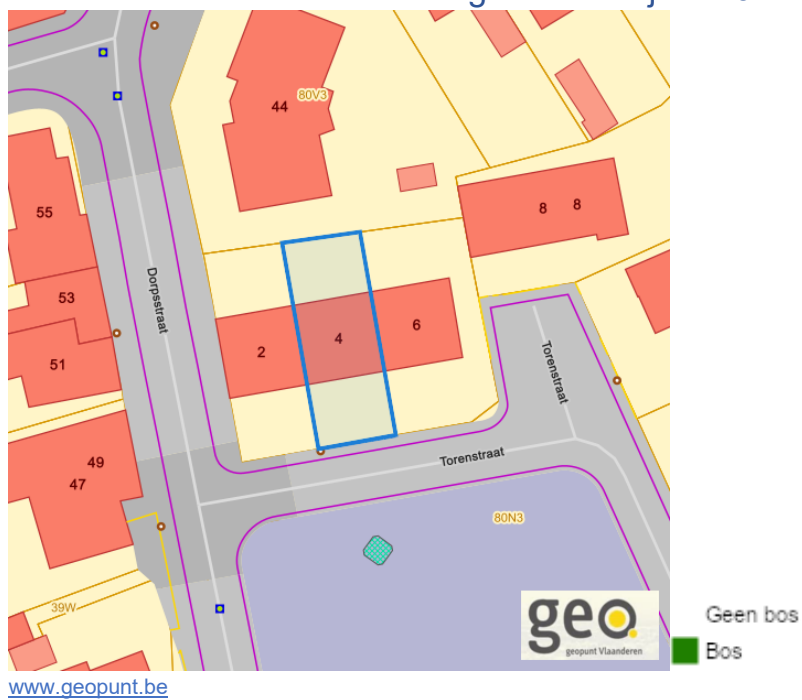 44
80V3
55
53
51
Dorpsstraat
8 8
2
4
6
Torenstraat
Torenstraat
49
47
80N3
39W
geo.
geopunt Vlaanderen
Geen bos
Bos
www.geopunt.be